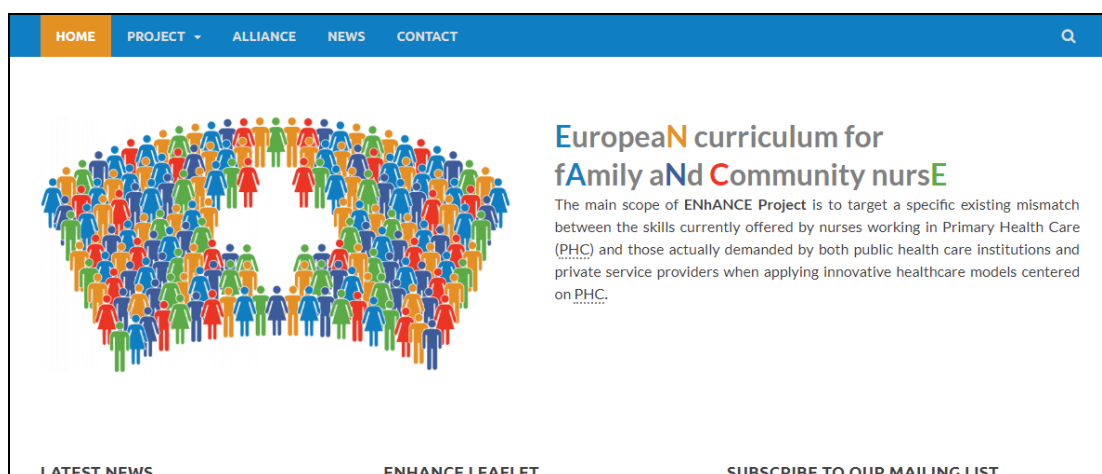 HOME PROJECT ALLIANCE NEWS CONTACT
EuropeaN curriculum for
fAmily aNd Community nursE
The main scope of ENhANCE Project is to target a specific existing mismatch
between the skills currently offered by nurses working in Primary Health Care
(PHC) and those actually demanded by both public health care institutions and
private service providers when applying innovative healthcare models centered
on PHC.
LATEST NEWS ENHANCE LEAFLET SUBSCRIBE TO OUR MAILING LIST